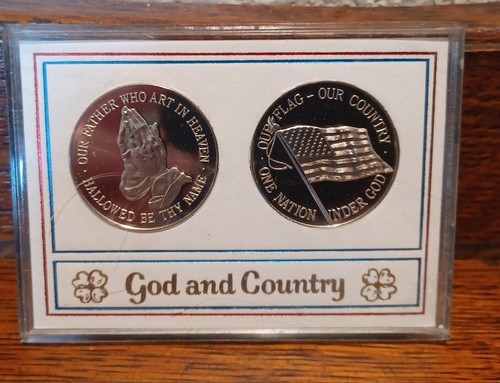 OUR FATHER WHO ART IN HEAVEN
HALLOWED BE THY NAME
OUR FLAG - OUR COUNTRY
ONE NATION UNDER GOD
God and Country